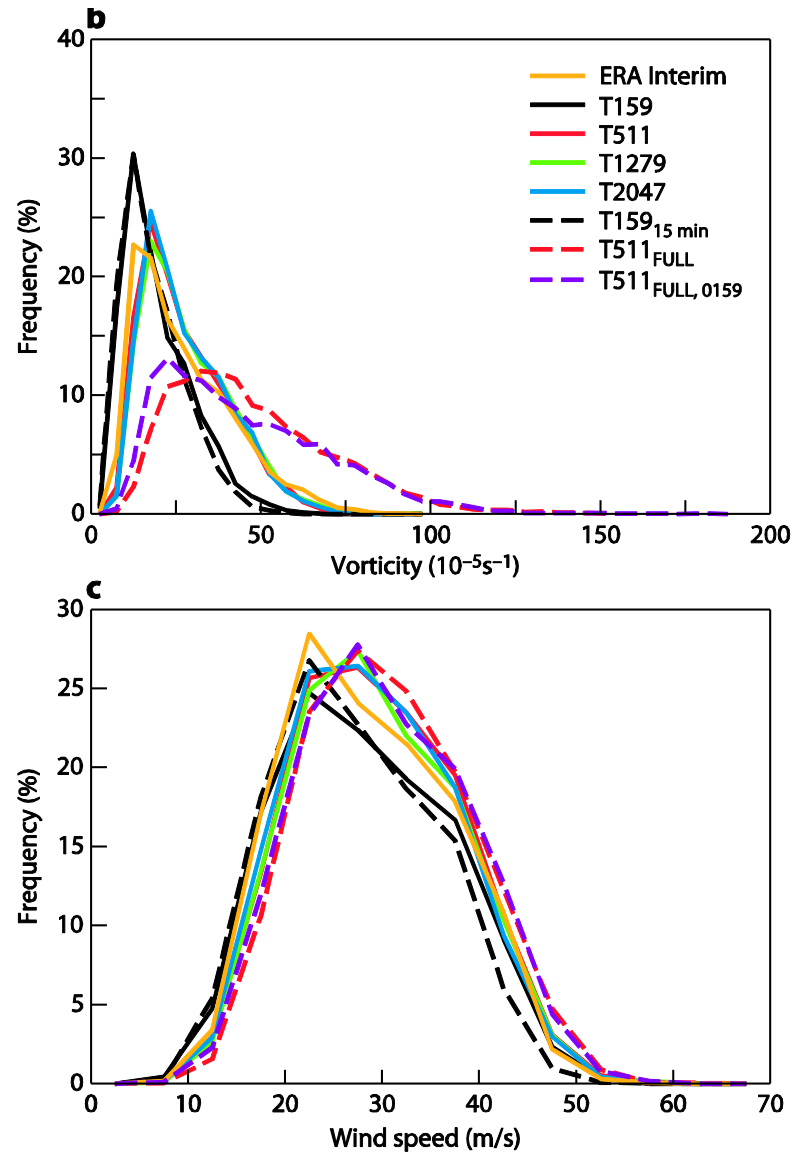 b
40
30
20
10
0
Frequency (%)
ERA Interim
T159
T511
T1279
T2047
T159 15 min
T511 FULL
T511 FULL, 0159
0 50 100 150 200
Vorticity (10⁻⁵s⁻¹)
c
30
25
20
15
10
5
0
Frequency (%)
0 10 20 30 40 50 60 70
Wind speed (m/s)